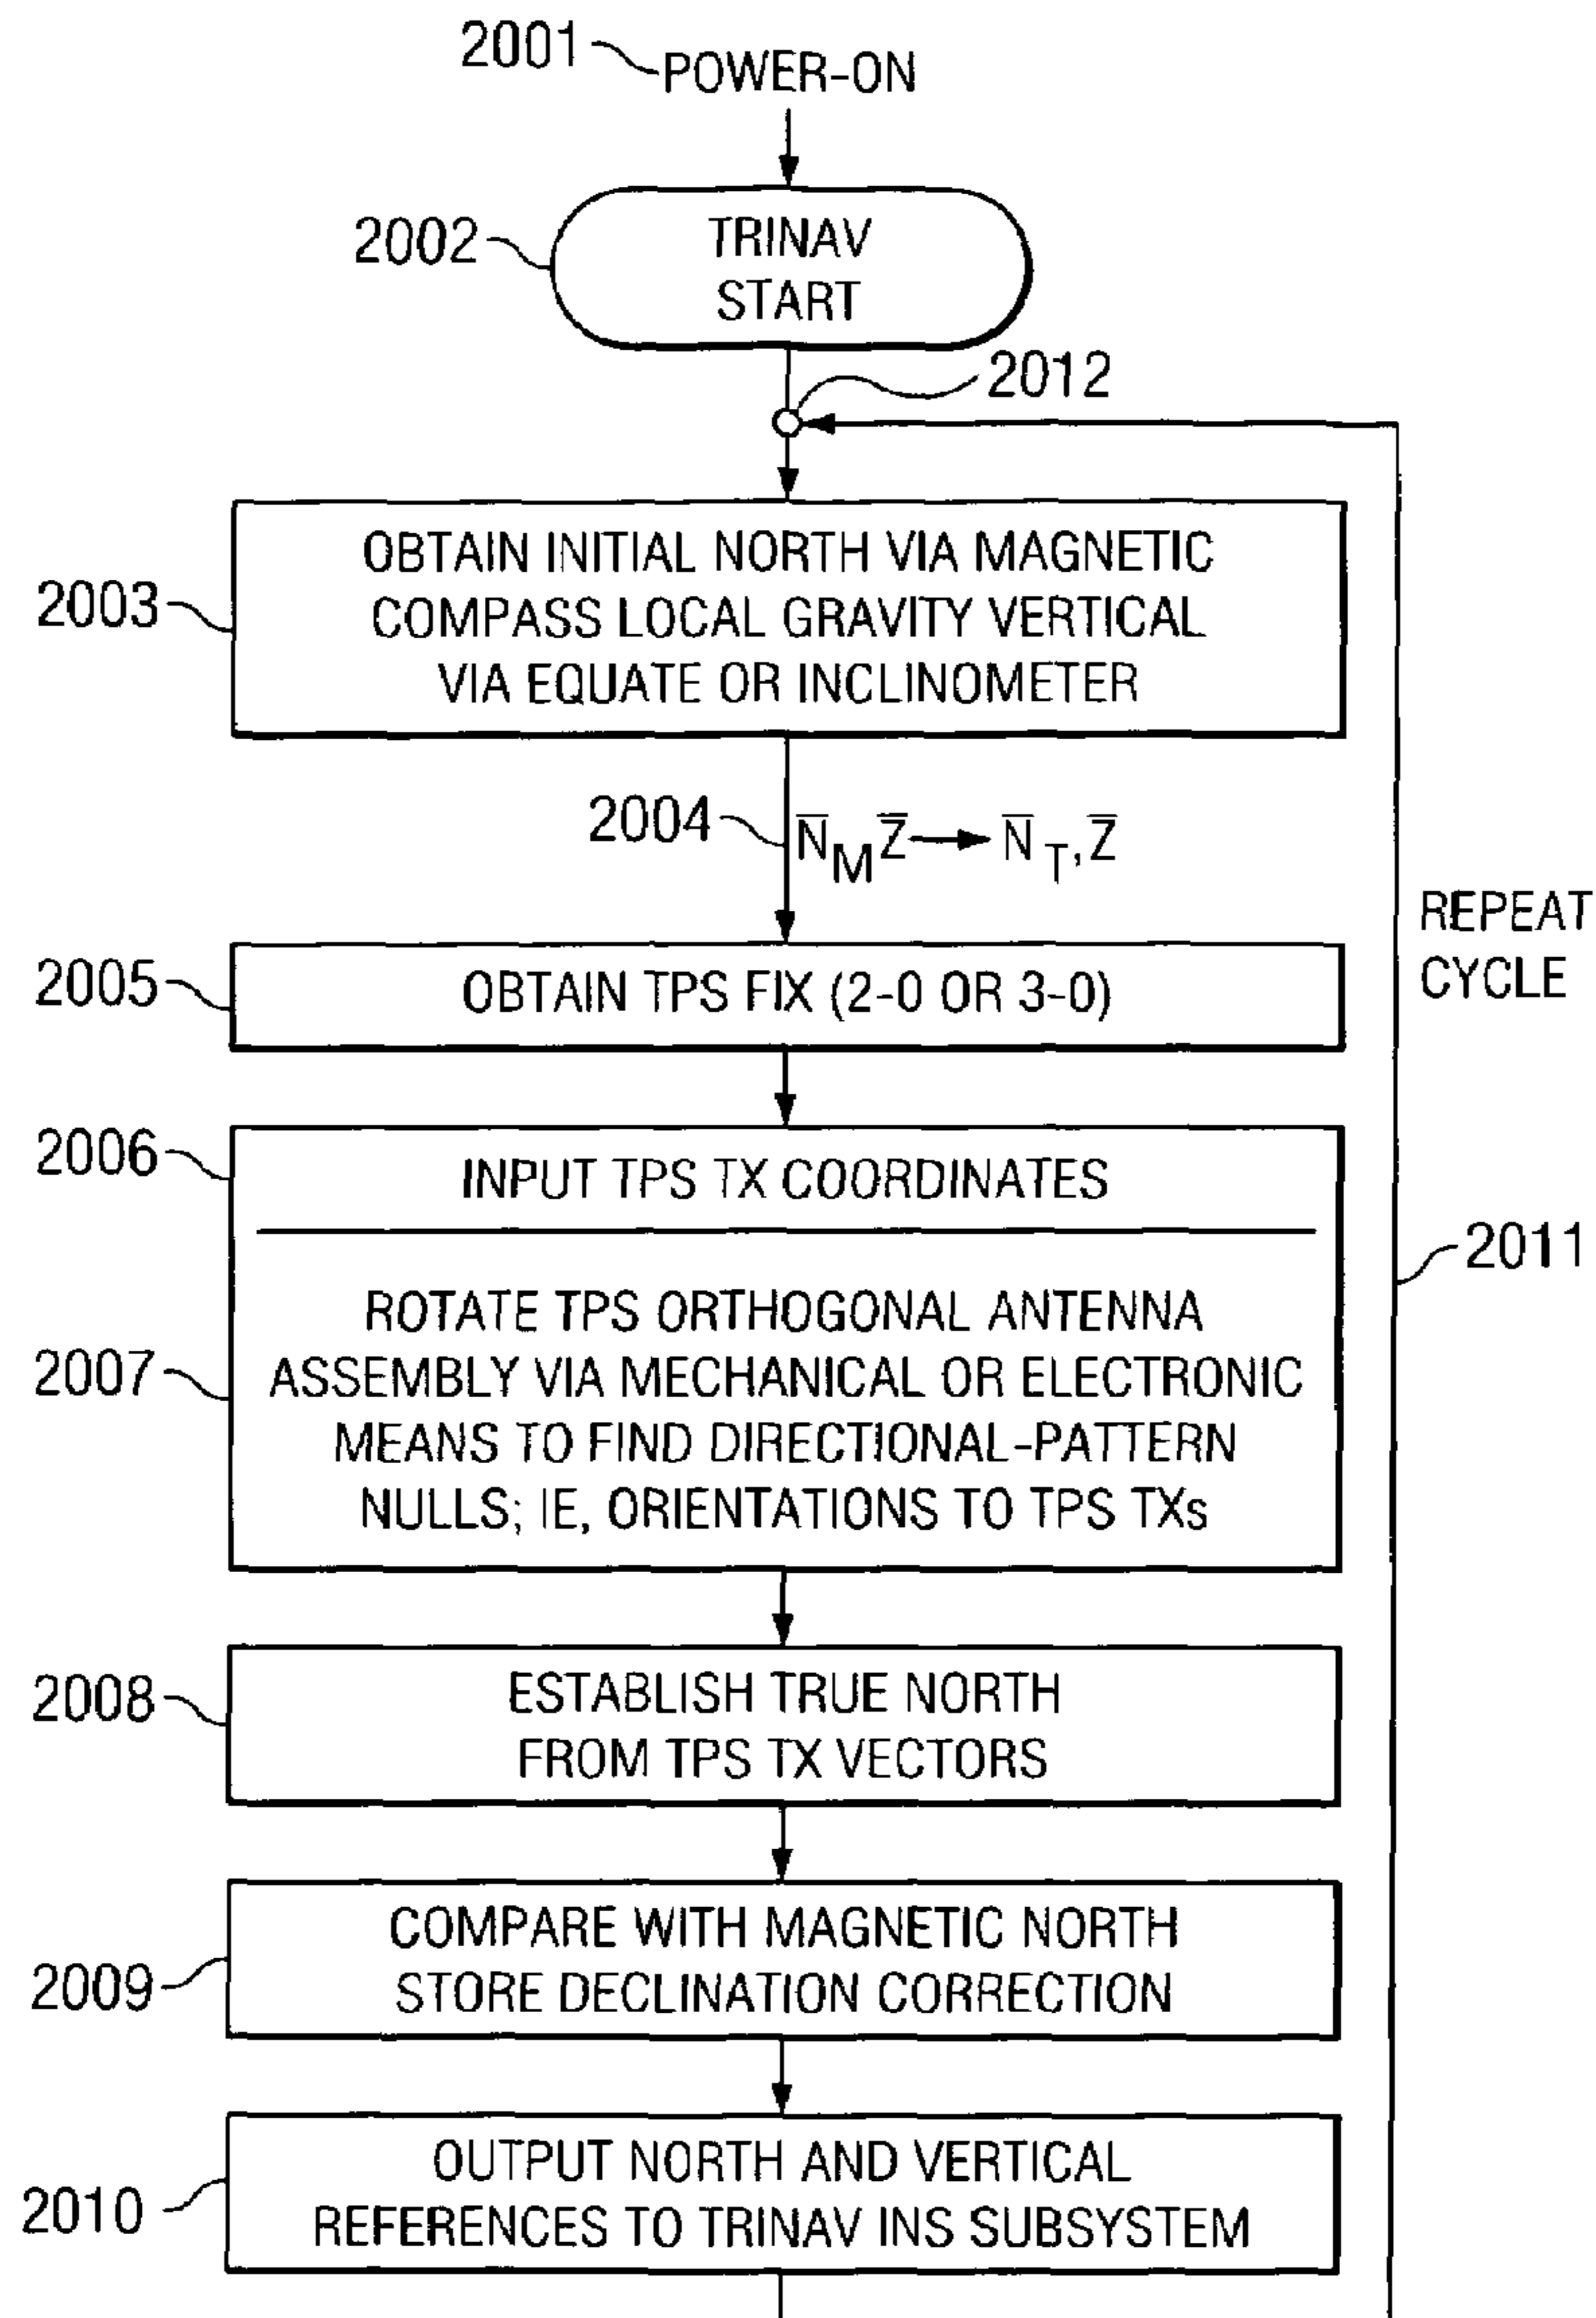 2001 POWER-ON
2002 TRINAV
START
2012
2003 OBTAIN INITIAL NORTH VIA MAGNETIC
COMPASS LOCAL GRAVITY VERTICAL
VIA EQUATE OR INCLINOMETER
2004 N̅M Z̅ → N̅T, Z̅
REPEAT
CYCLE
2005 OBTAIN TPS FIX (2-0 OR 3-0)
2006 INPUT TPS TX COORDINATES
2011
2007 ROTATE TPS ORTHOGONAL ANTENNA
ASSEMBLY VIA MECHANICAL OR ELECTRONIC
MEANS TO FIND DIRECTIONAL-PATTERN
NULLS; IE, ORIENTATIONS TO TPS TXs
2008 ESTABLISH TRUE NORTH
FROM TPS TX VECTORS
2009 COMPARE WITH MAGNETIC NORTH
STORE DECLINATION CORRECTION
2010 OUTPUT NORTH AND VERTICAL
REFERENCES TO TRINAV INS SUBSYSTEM